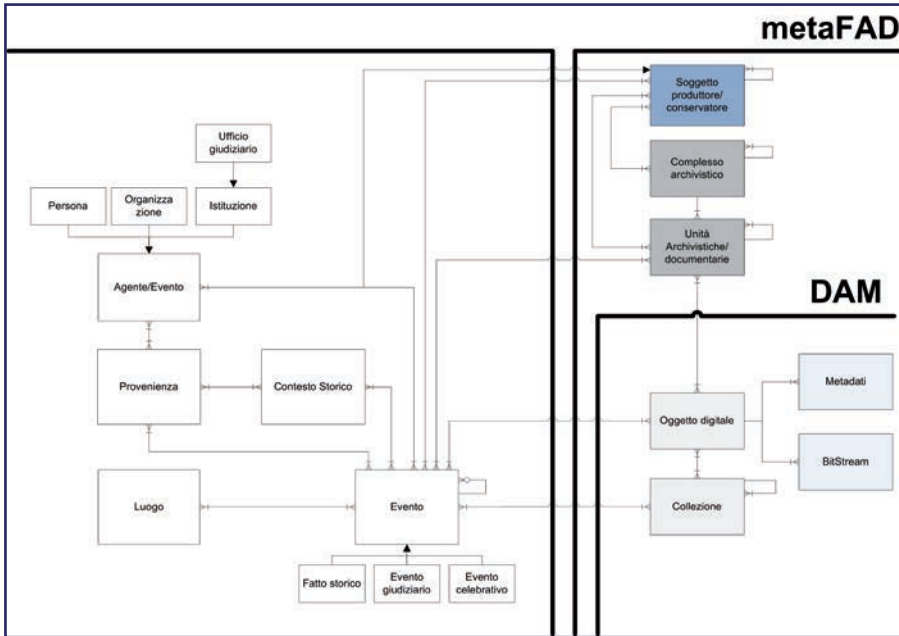 metaFAD
Soggetto
produttore/
conservatore
Ufficio
giudiziario
Complesso
archivistico
Persona
Organizza
zione
Istituzione
Unità
Archivistiche/
documentarie
Agente/Evento
DAM
Provenienza
Contesto Storico
Metadati
Oggetto digitale
BitStream
Luogo
Evento
Collezione
Fatto storico
Evento
giudiziario
Evento
celebrativo